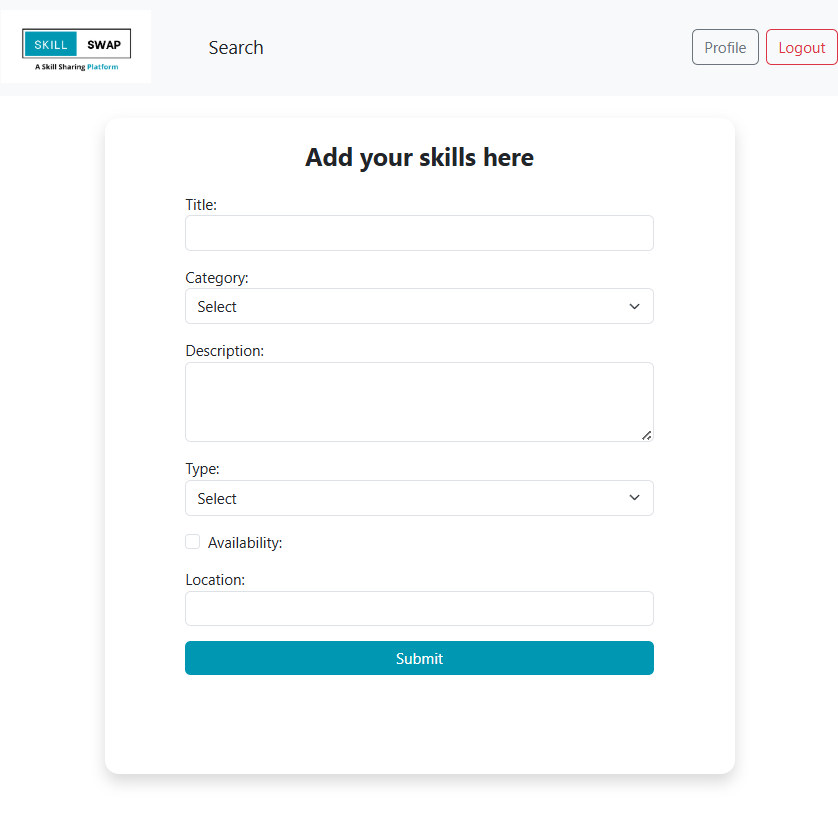 SKILL SWAP
A Skill Sharing Platform
Search
Profile
Logout
Add your skills here
Title:
Category:
Select
Description:
Type:
Select
Availability:
Location:
Submit